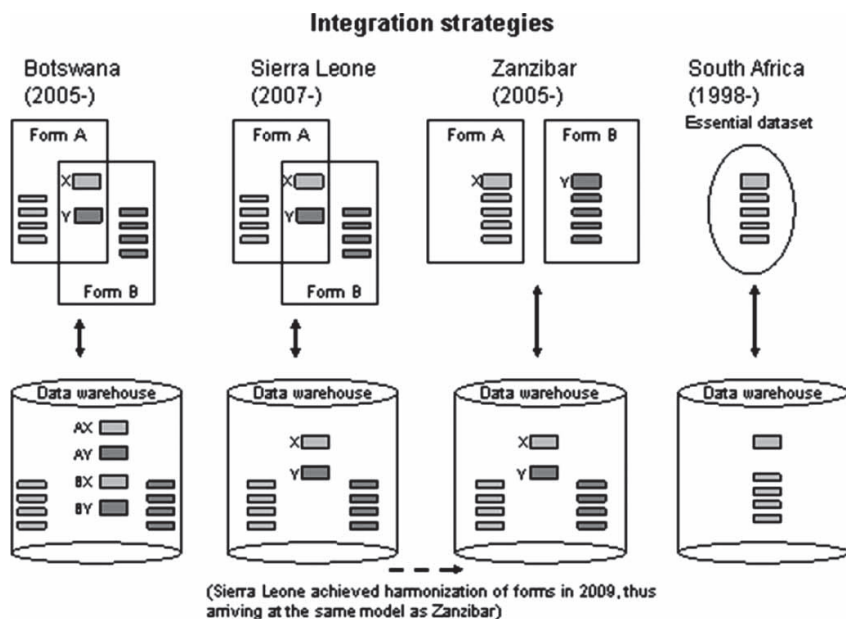 Integration strategies
Botswana
(2005-)
Sierra Leone
(2007-)
Zanzibar
(2005-)
South Africa
(1998-)
Essential dataset
Form A
X
Y
Form B
Form A
X
Y
Form B
Form A
X
Form B
Y
Data warehouse
AX
AY
BX
BY
Data warehouse
X
Y
Data warehouse
X
Y
Data warehouse
(Sierra Leone achieved harmonization of forms in 2009, thus
arriving at the same model as Zanzibar)